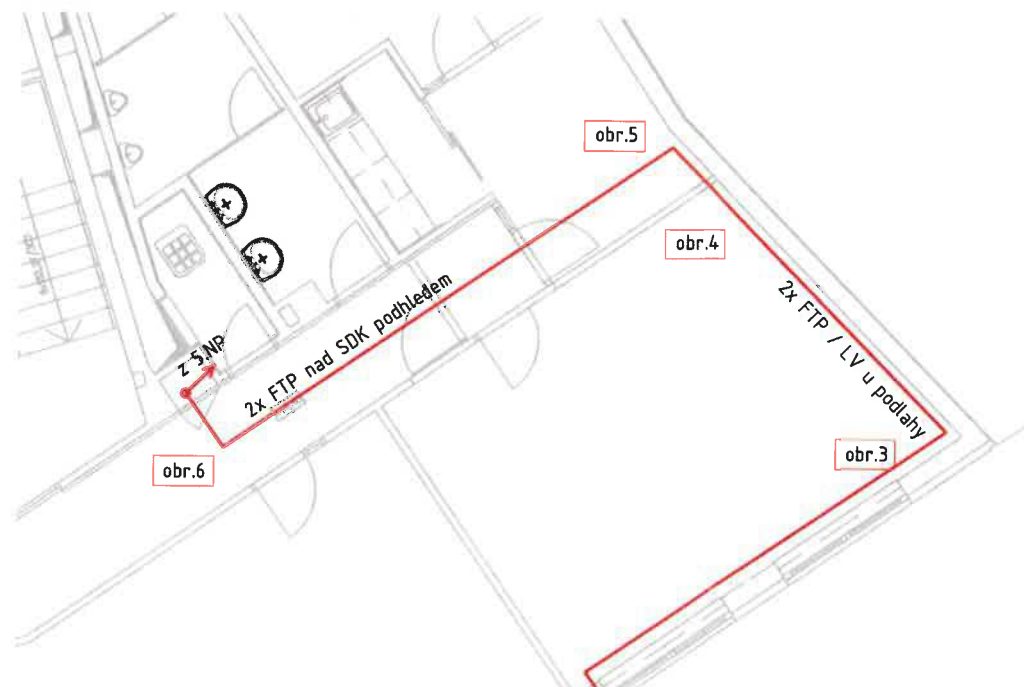 obr.5
obr.4
2x FTP / LV u podlahy
obr.3
2x FTP nad SDK podhledem
z 5.NP
obr.6